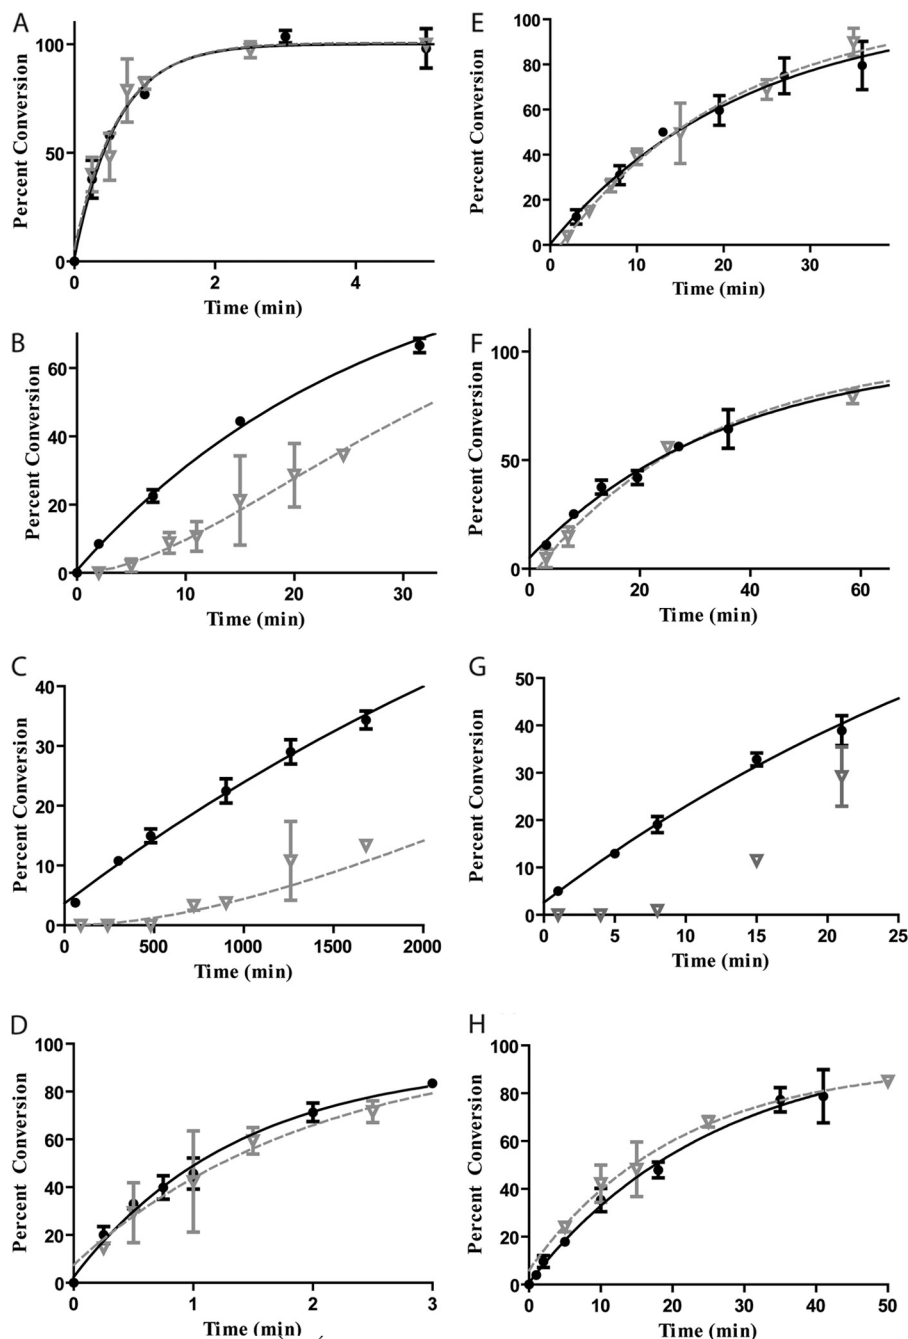 A
Percent Conversion
100
50
0
0 2 4
Time (min)
E
Percent Conversion
100
80
60
40
20
0
0 10 20 30
Time (min)
B
Percent Conversion
60
40
20
0
0 10 20 30
Time (min)
F
Percent Conversion
100
50
0
0 20 40 60
Time (min)
C
Percent Conversion
40
30
20
10
0
0 500 1000 1500 2000
Time (min)
G
Percent Conversion
50
40
30
20
10
0
0 5 10 15 20 25
Time (min)
D
Percent Conversion
100
80
60
40
20
0
0 1 2 3
Time (min)
H
Percent Conversion
100
80
60
40
20
0
0 10 20 30 40 50
Time (min)